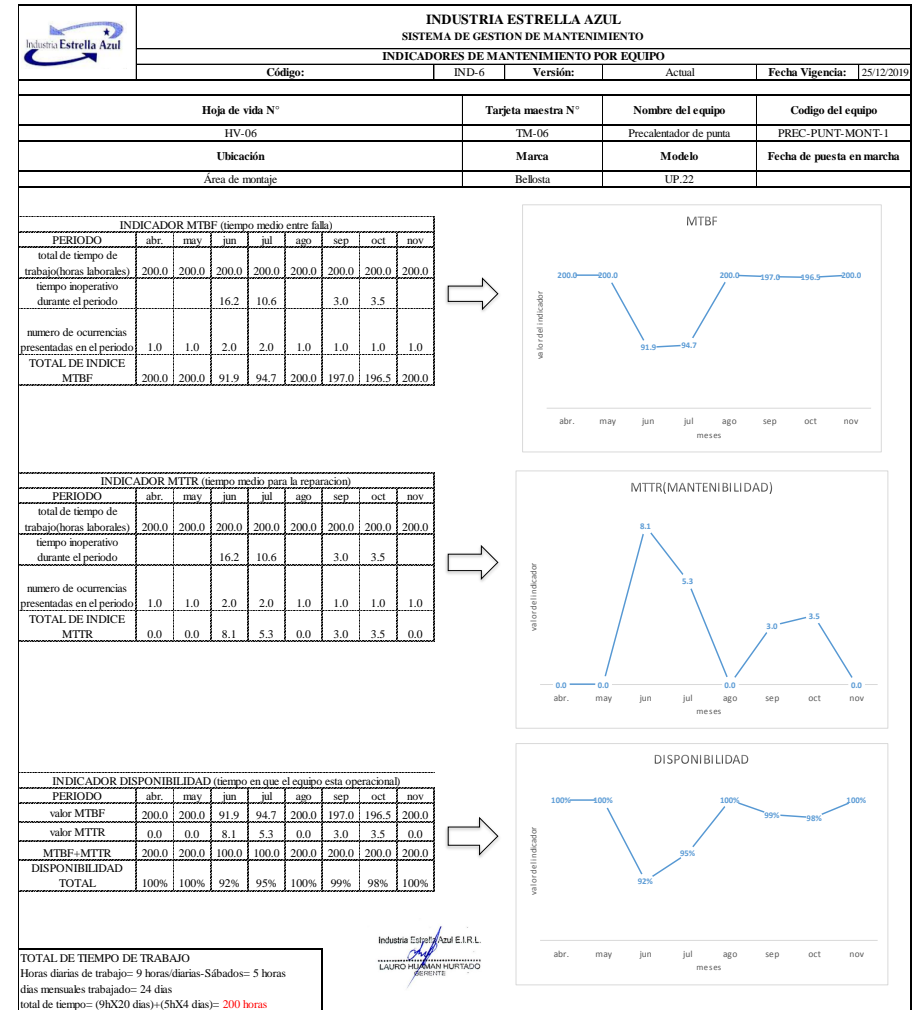 Industria Estrella Azul
INDUSTRIA ESTRELLA AZUL
SISTEMA DE GESTION DE MANTENIMIENTO
INDICADORES DE MANTENIMIENTO POR EQUIPO
Código: IND-6 Versión: Actual Fecha Vigencia: 25/12/2019
Hoja de vida N° Tarjeta maestra N° Nombre del equipo Codigo del equipo
HV-06 TM-06 Precalentador de punta PREC-PUNT-MONT-1
Ubicación Marca Modelo Fecha de puesta en marcha
Área de montaje Bellosta UP.22
INDICADOR MTBF (tiempo medio entre falla)
PERIODO abr. may jun jul ago sep oct nov
total de tiempo de
trabajo(horas laborales) 200.0 200.0 200.0 200.0 200.0 200.0 200.0 200.0
tiempo inoperativo
durante el periodo 16.2 10.6 3.0 3.5
numero de ocurrencias
presentadas en el periodo 1.0 1.0 2.0 2.0 1.0 1.0 1.0 1.0
TOTAL DE INDICE
MTBF 200.0 200.0 91.9 94.7 200.0 197.0 196.5 200.0
MTBF
valor del indicador
200.0 200.0 91.9 94.7 200.0 197.0 196.5 200.0
abr. may jun jul ago sep oct nov
meses
INDICADOR MTTR (tiempo medio para la reparacion)
PERIODO abr. may jun jul ago sep oct nov
total de tiempo de
trabajo(horas laborales) 200.0 200.0 200.0 200.0 200.0 200.0 200.0 200.0
tiempo inoperativo
durante el periodo 16.2 10.6 3.0 3.5
numero de ocurrencias
presentadas en el periodo 1.0 1.0 2.0 2.0 1.0 1.0 1.0 1.0
TOTAL DE INDICE
MTTR 0.0 0.0 8.1 5.3 0.0 3.0 3.5 0.0
MTTR(MANTENIBILIDAD)
valor del indicador
0.0 0.0 8.1 5.3 0.0 3.0 3.5 0.0
abr. may jun jul ago sep oct nov
meses
INDICADOR DISPONIBILIDAD (tiempo en que el equipo esta operacional)
PERIODO abr. may jun jul ago sep oct nov
valor MTBF 200.0 200.0 91.9 94.7 200.0 197.0 196.5 200.0
valor MTTR 0.0 0.0 8.1 5.3 0.0 3.0 3.5 0.0
MTBF+MTTR 200.0 200.0 100.0 100.0 200.0 200.0 200.0 200.0
DISPONIBILIDAD
TOTAL 100% 100% 92% 95% 100% 99% 98% 100%
DISPONIBILIDAD
valor del indicador
100% 100% 92% 95% 100% 99% 98% 100%
abr. may jun jul ago sep oct nov
meses
Industria Estrella Azul E.I.R.L.
LAURO HUAMAN HURTADO
GERENTE
TOTAL DE TIEMPO DE TRABAJO
Horas diarias de trabajo= 9 horas/diarias-Sábados= 5 horas
dias mensuales trabajado= 24 dias
total de tiempo= (9hX20 dias)+(5hX4 dias)= 200 horas